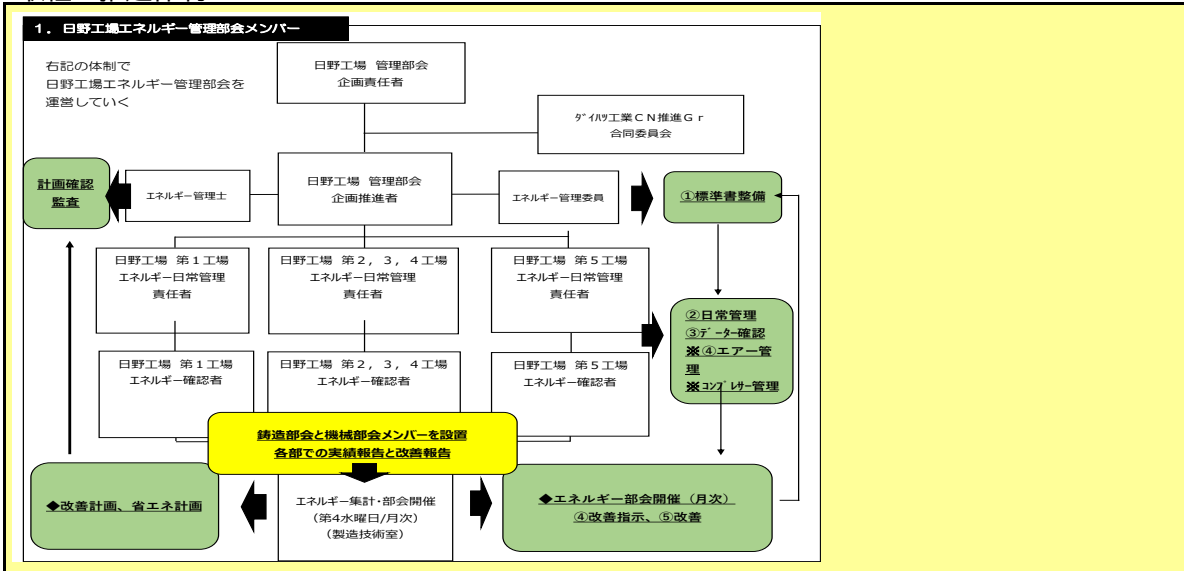 1. 日野工場エネルギー管理部会メンバー
右記の体制で
日野工場エネルギー管理部会を
運営していく
日野工場 管理部会
企画責任者
ﾀﾞｲﾊﾂ工業CN推進Gr
合同委員会
計画確認
監査
エネルギー管理士
日野工場 管理部会
企画推進者
エネルギー管理委員
①標準書整備
日野工場 第1工場
エネルギー日常管理
責任者
日野工場 第2, 3, 4工場
エネルギー日常管理
責任者
日野工場 第5工場
エネルギー日常管理
責任者
②日常管理
③ﾃﾞｰﾀｰ確認
※④エアー管
理
※ｺﾝﾌﾟﾚｻｰ管理
日野工場 第1工場
エネルギー確認者
日野工場 第2, 3, 4工場
エネルギー確認者
日野工場 第5工場
エネルギー確認者
鋳造部会と機械部会メンバーを設置
各部での実績報告と改善報告
◆改善計画、省エネ計画
エネルギー集計・部会開催
(第4水曜日/月次)
(製造技術室)
◆エネルギー部会開催（月次）
④改善指示、⑤改善